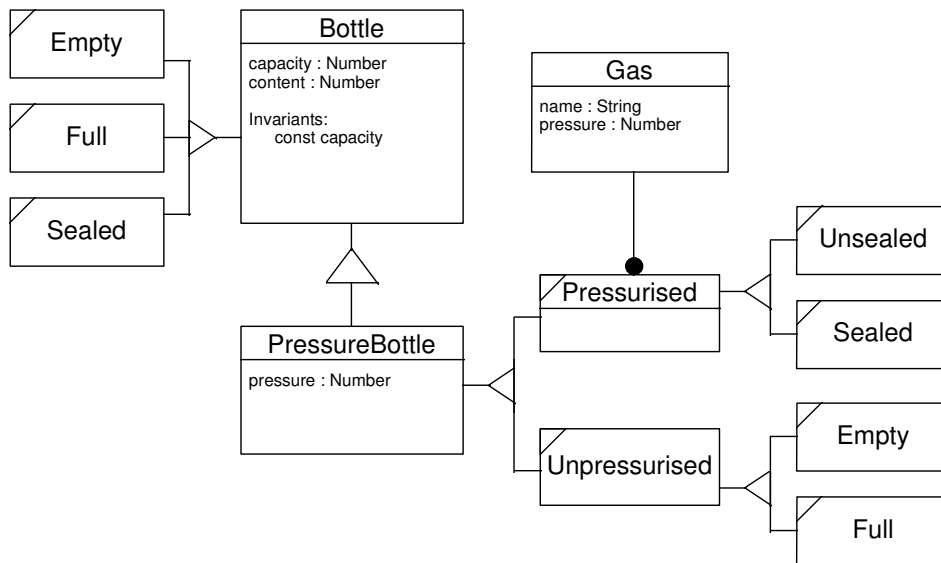 Empty
Full
Sealed
Bottle
capacity : Number
content : Number
Invariants:
const capacity
Gas
name : String
pressure : Number
PressureBottle
pressure : Number
Pressurised
Unpressurised
Unsealed
Sealed
Empty
Full